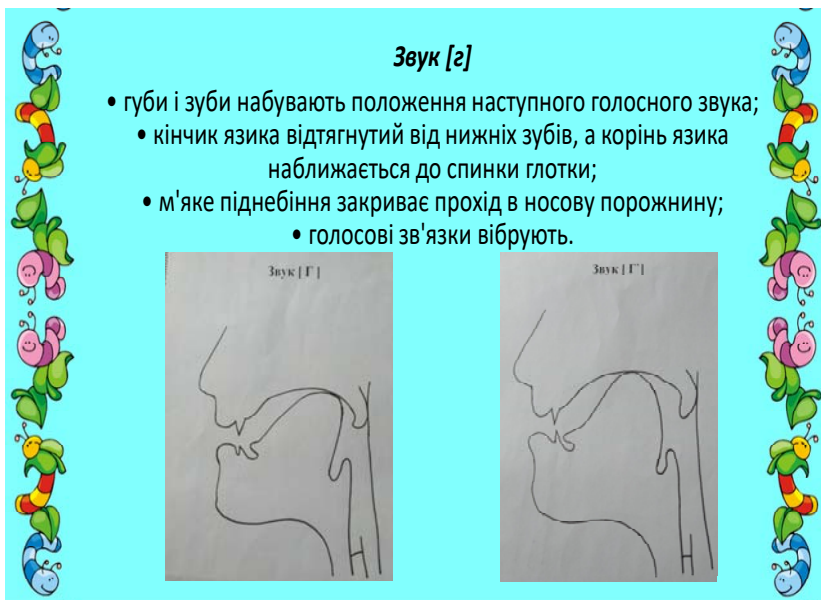 Звук [г]
• губи і зуби набувають положення наступного голосного звука;
• кінчик язика відтягнутий від нижніх зубів, а корінь язика
наближається до спинки глотки;
• м'яке піднебіння закриває прохід в носову порожнину;
• голосові зв'язки вібрують.
Звук [ Г ]
Звук [ Г' ]